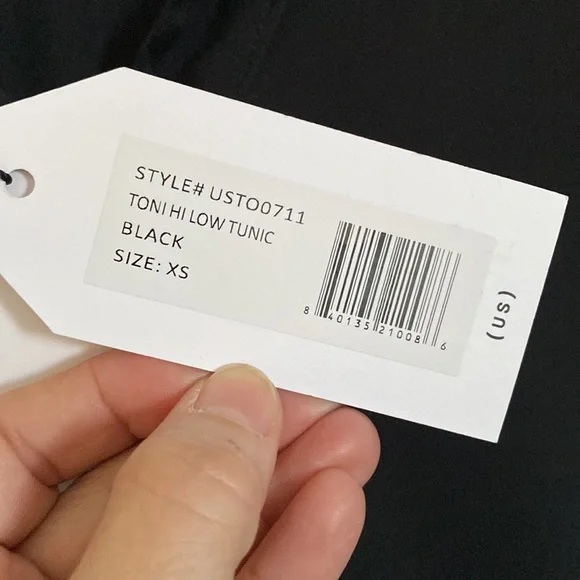 STYLE# USTO0711
TONI HI LOW TUNIC
BLACK
SIZE: XS
8 40135 21008 6
(US)